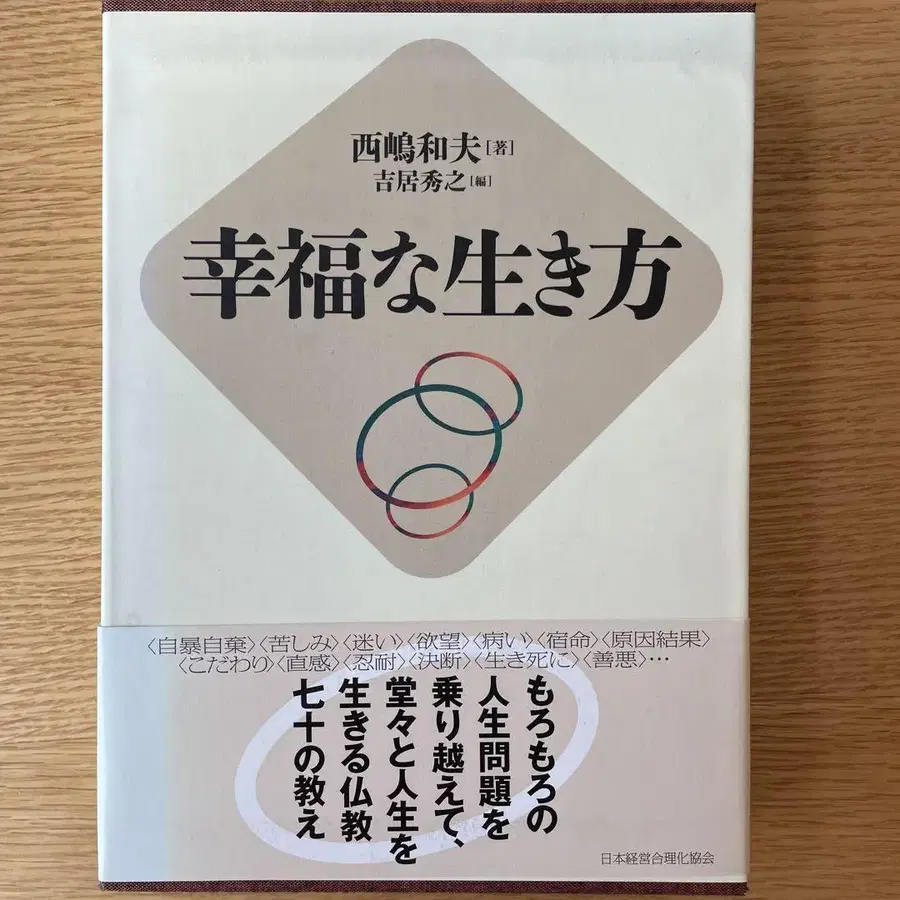 西嶋和夫[著]
吉居秀之[編]
幸福な生き方
〈自暴自棄〉〈苦しみ〉〈迷い〉〈欲望〉〈病い〉〈宿命〉〈原因結果〉
〈こだわり〉〈直感〉〈忍耐〉〈決断〉〈生き死に〉〈善悪〉…
もろもろの
人生問題を
乗り越えて、
堂々と人生を
生きる仏教
七十の教え
日本経営合理化協会